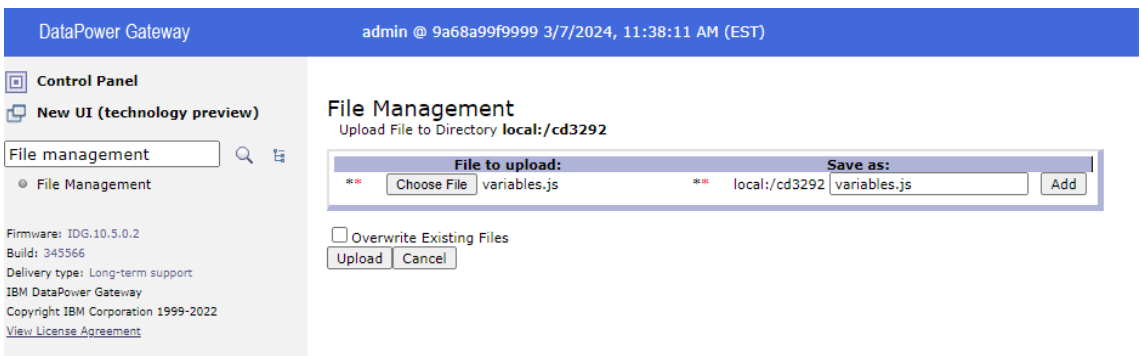 DataPower Gateway
admin @ 9a68a99f9999 3/7/2024, 11:38:11 AM (EST)
Control Panel
New UI (technology preview)
File management
File Management
Firmware: IDG.10.5.0.2
Build: 345566
Delivery type: Long-term support
IBM DataPower Gateway
Copyright IBM Corporation 1999-2022
View License Agreement
File Management
Upload File to Directory local:/cd3292
File to upload: Save as:
** Choose File variables.js ** local:/cd3292 variables.js Add
Overwrite Existing Files
Upload Cancel